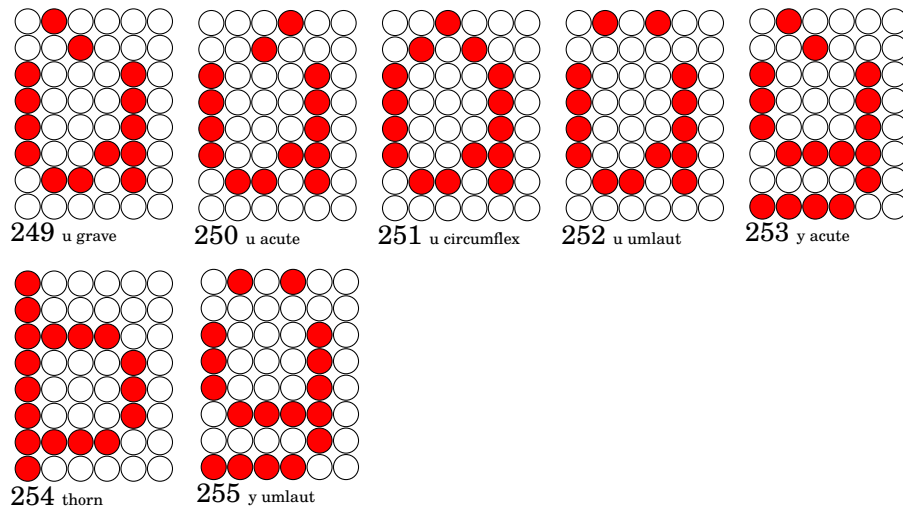 249 u grave
250 u acute
251 u circumflex
252 u umlaut
253 y acute
254 thorn
255 y umlaut